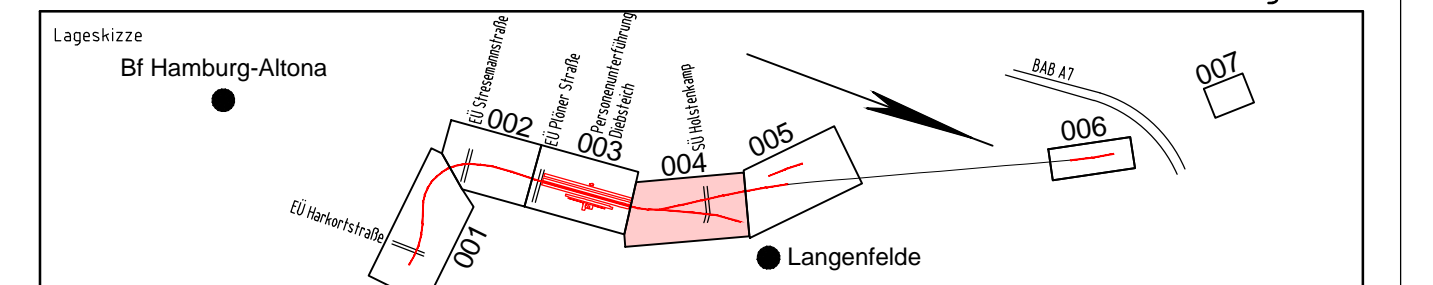 Lageskizze
Bf Hamburg-Altona
EÜ Stresemannstraße
EÜ Plöner Straße
Personenunterführung
Diebsteich
SÜ Holstenkamp
BAB A7
007
006
005
004
003
002
001
EÜ Harkortstraße
Langenfelde